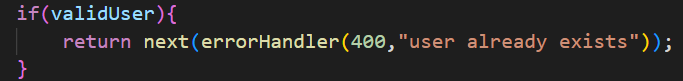 if(validUser){
    return next(errorHandler(400,"user already exists"));
}